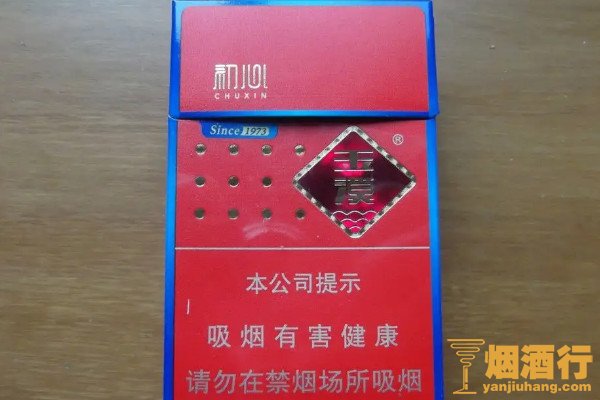 初心
CHUXIN
Since 1973
玉溪
®
本公司提示
吸烟有害健康
请勿在禁烟场所吸烟
烟酒行
yanjiuhang.com